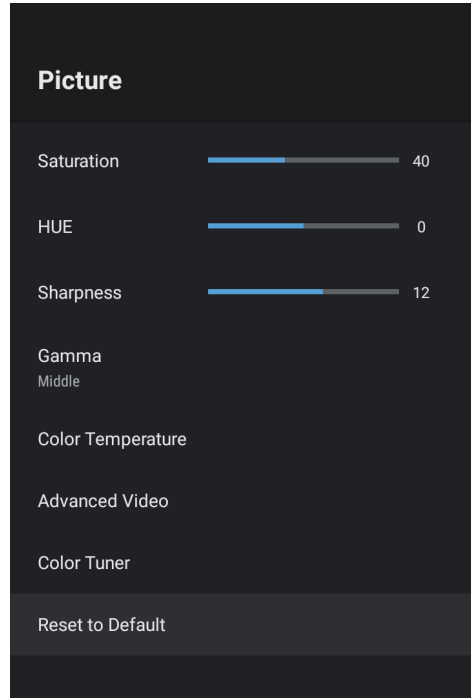 Picture
Saturation 40
HUE 0
Sharpness 12
Gamma
Middle
Color Temperature
Advanced Video
Color Tuner
Reset to Default